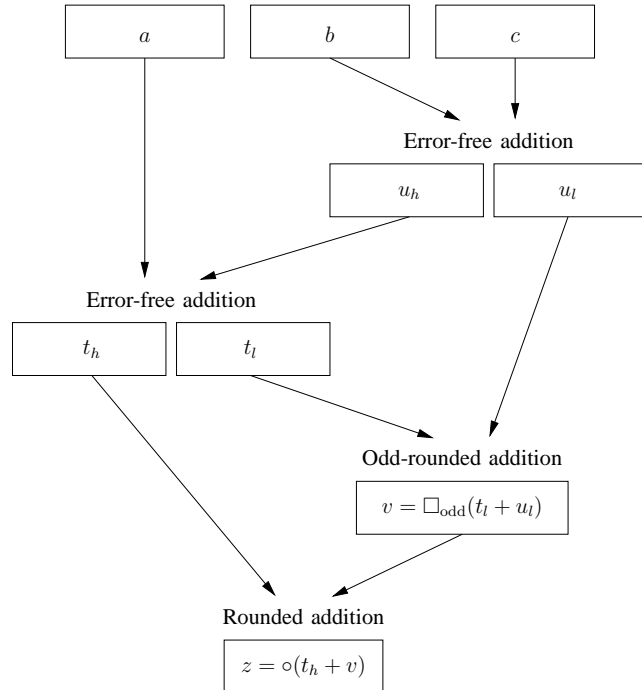 a b c
Error-free addition
u_h u_l
Error-free addition
t_h t_l
Odd-rounded addition
v = □_odd(t_l + u_l)
Rounded addition
z = ∘(t_h + v)